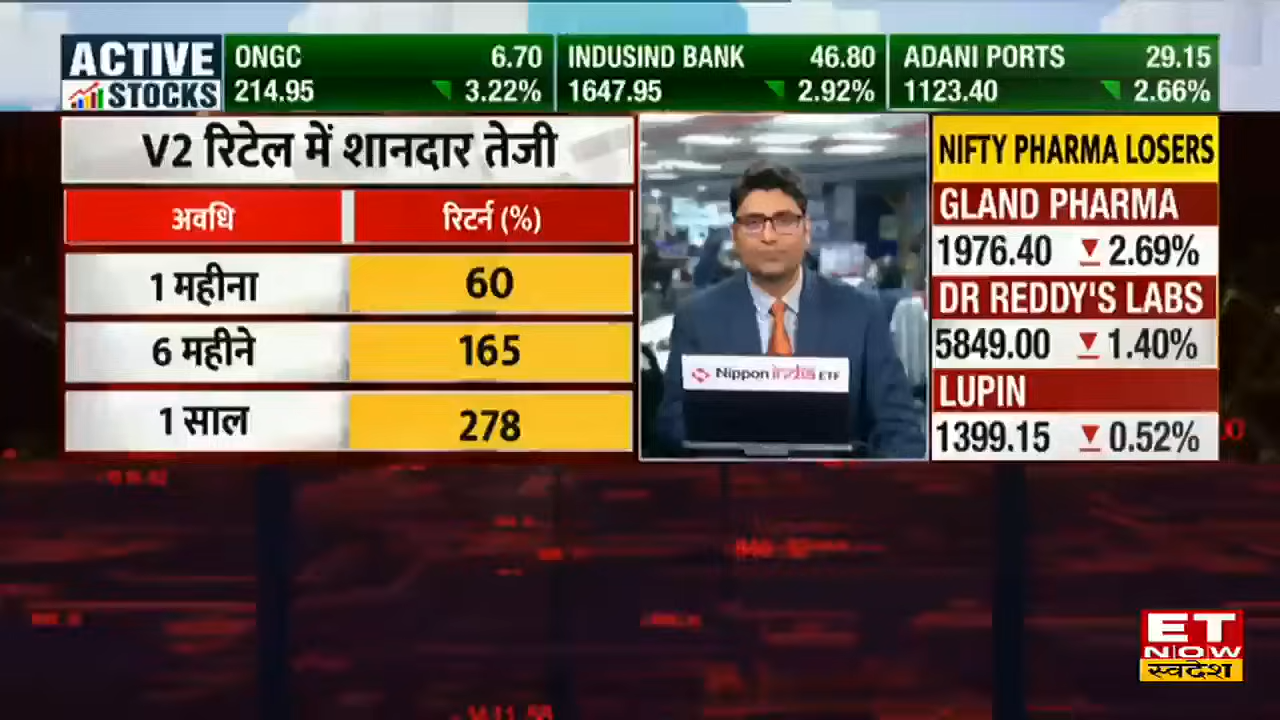 ACTIVE STOCKS
ONGC 6.70
214.95 3.22%
INDUSIND BANK 46.80
1647.95 2.92%
ADANI PORTS 29.15
1123.40 2.66%
V2 रिटेल में शानदार तेजी
अवधि रिटर्न (%)
1 महीना 60
6 महीने 165
1 साल 278
Nippon india ETF
NIFTY PHARMA LOSERS
GLAND PHARMA
1976.40 2.69%
DR REDDY'S LABS
5849.00 1.40%
LUPIN
1399.15 0.52%
ET
NOW
स्वदेश